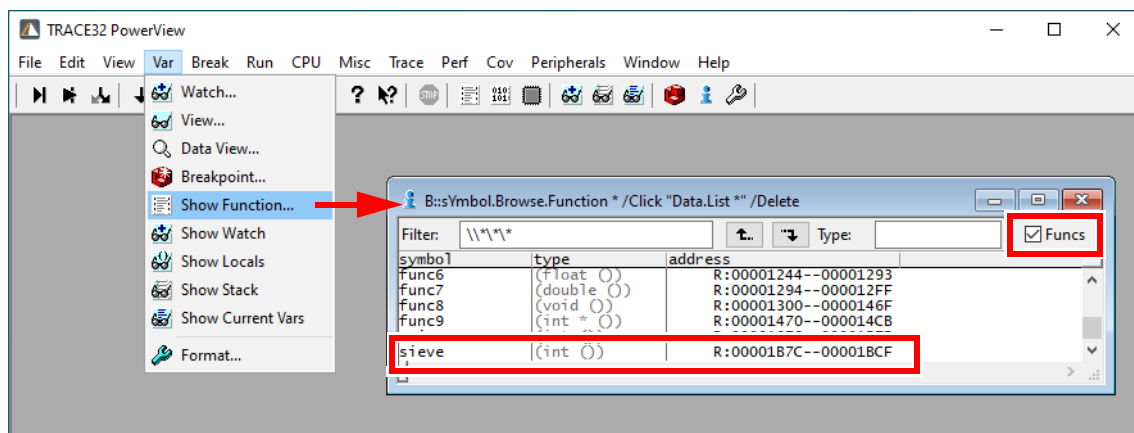 TRACE32 PowerView
File Edit View Var Break Run CPU Misc Trace Perf Cov Peripherals Window Help
Watch...
View...
Data View...
Breakpoint...
Show Function...
Show Watch
Show Locals
Show Stack
Show Current Vars
Format...
STOP
010
101
B::sYmbol.Browse.Function * /Click "Data.List *" /Delete
Filter: \\*\*\* Type: Funcs
symbol type address
func6 (float ()) R:00001244--00001293
func7 (double ()) R:00001294--000012FF
func8 (void ()) R:00001300--0000146F
func9 (int * ()) R:00001470--000014CB
sieve (int ()) R:00001B7C--00001BCF